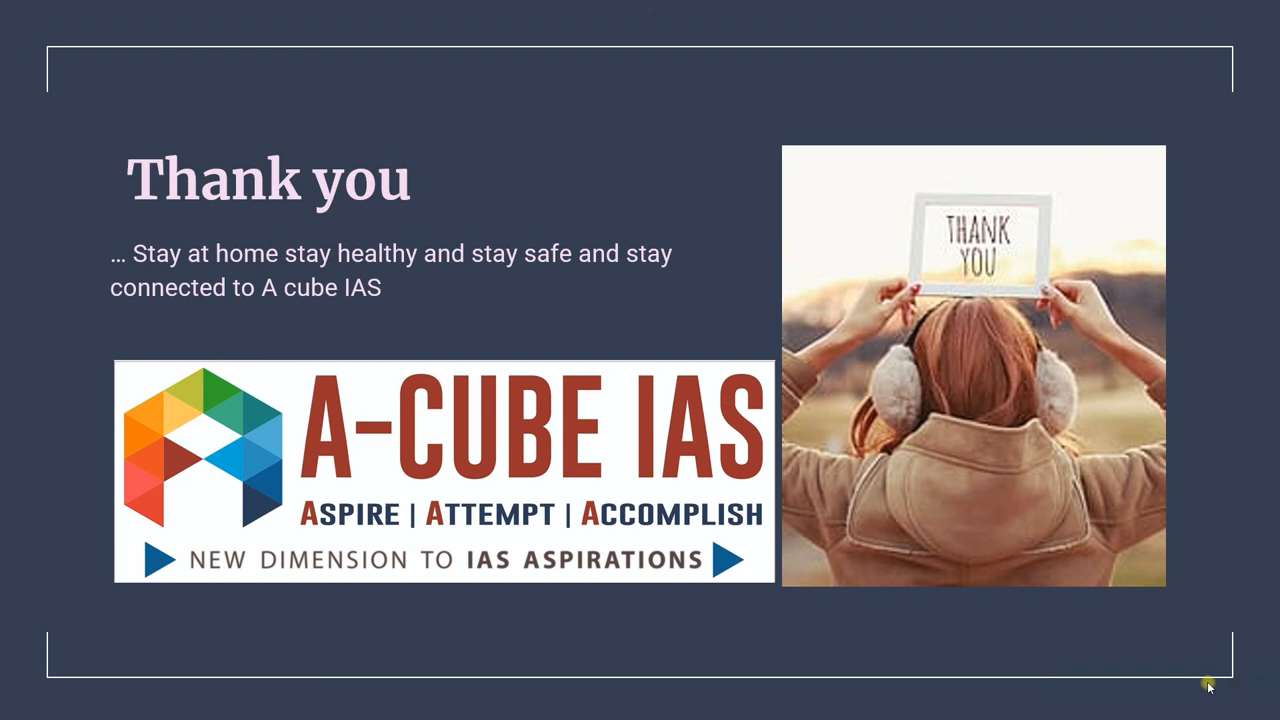 Thank you
... Stay at home stay healthy and stay safe and stay
connected to A cube IAS
A-CUBE IAS
ASPIRE | ATTEMPT | ACCOMPLISH
NEW DIMENSION TO IAS ASPIRATIONS
THANK
YOU